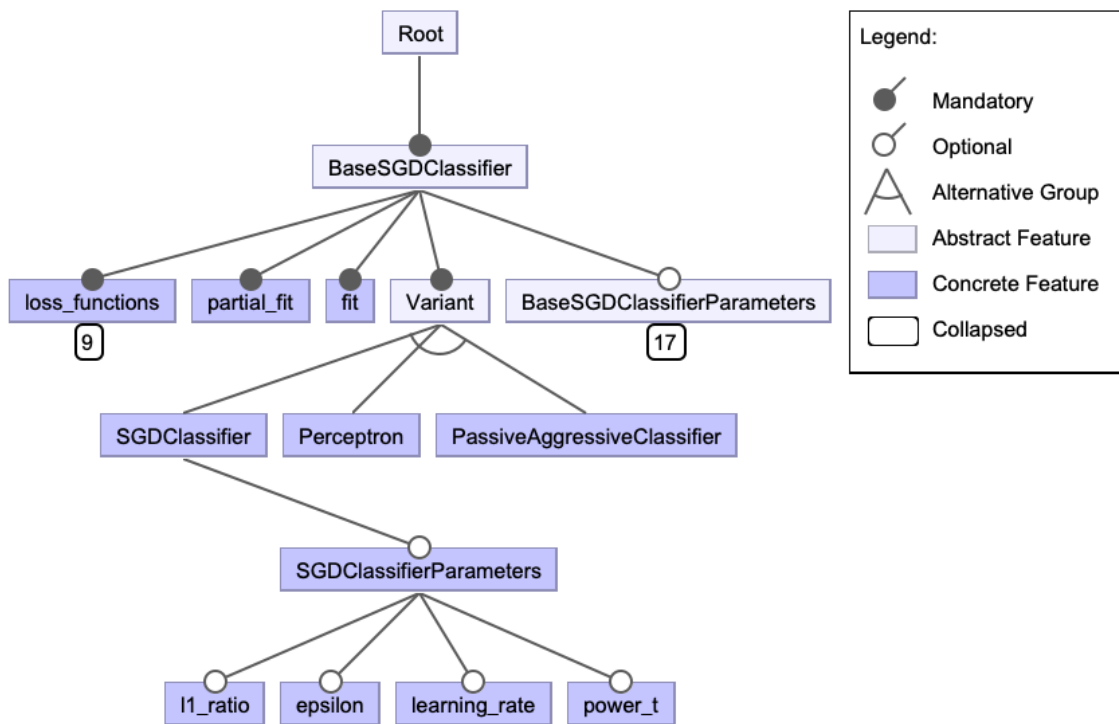 Root
Legend:
Mandatory
Optional
Alternative Group
Abstract Feature
Concrete Feature
Collapsed
BaseSGDClassifier
loss_functions
partial_fit
fit
Variant
BaseSGDClassifierParameters
9
17
SGDClassifier
Perceptron
PassiveAggressiveClassifier
SGDClassifierParameters
l1_ratio
epsilon
learning_rate
power_t